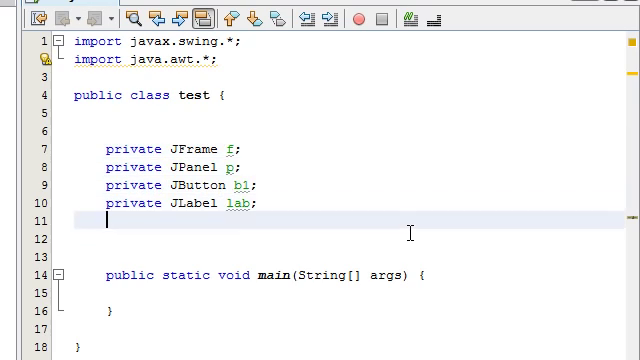 1 import javax.swing.*;
import java.awt.*;
3
4 public class test {
5
6
7 private JFrame f;
8 private JPanel p;
9 private JButton b1;
10 private JLabel lab;
11
12
13
14 public static void main(String[] args) {
15
16 }
17
18 }